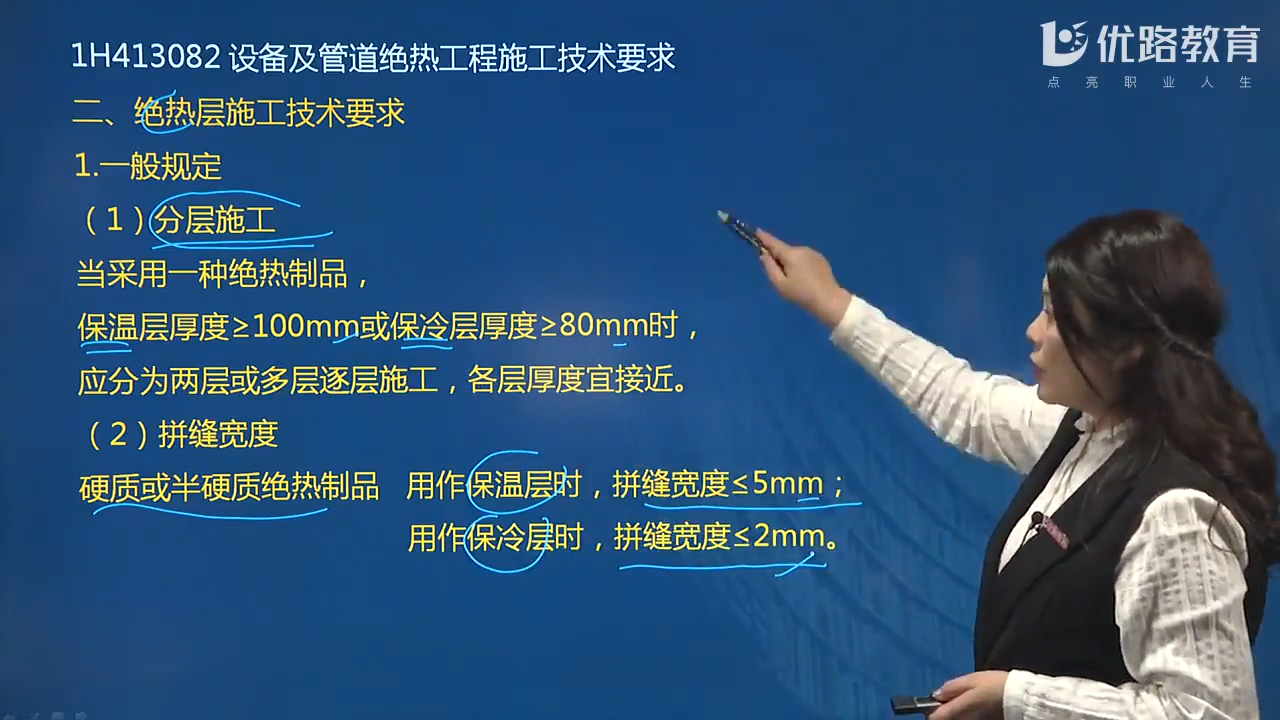 1H413082 设备及管道绝热工程施工技术要求
优路教育
点亮职业人生
二、绝热层施工技术要求
1.一般规定
（1）分层施工
当采用一种绝热制品，
保温层厚度≥100mm或保冷层厚度≥80mm时，
应分为两层或多层逐层施工，各层厚度宜接近。
（2）拼缝宽度
硬质或半硬质绝热制品 用作保温层时，拼缝宽度≤5mm；
用作保冷层时，拼缝宽度≤2mm。